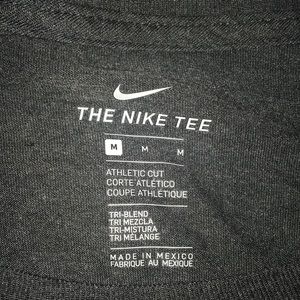 THE NIKE TEE
M M M
ATHLETIC CUT
CORTE ATLÉTICO
COUPE ATHLÉTIQUE
TRI-BLEND
TRI MEZCLA
TRI-MISTURA
TRI MÉLANGE
MADE IN MEXICO
FABRIQUE AU MEXIQUE